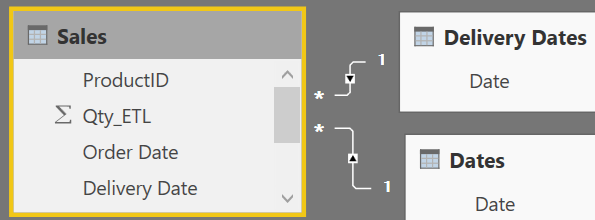 Sales
ProductID
Σ Qty_ETL
Order Date
Delivery Date
* 1
* 1
Delivery Dates
Date
Dates
Date